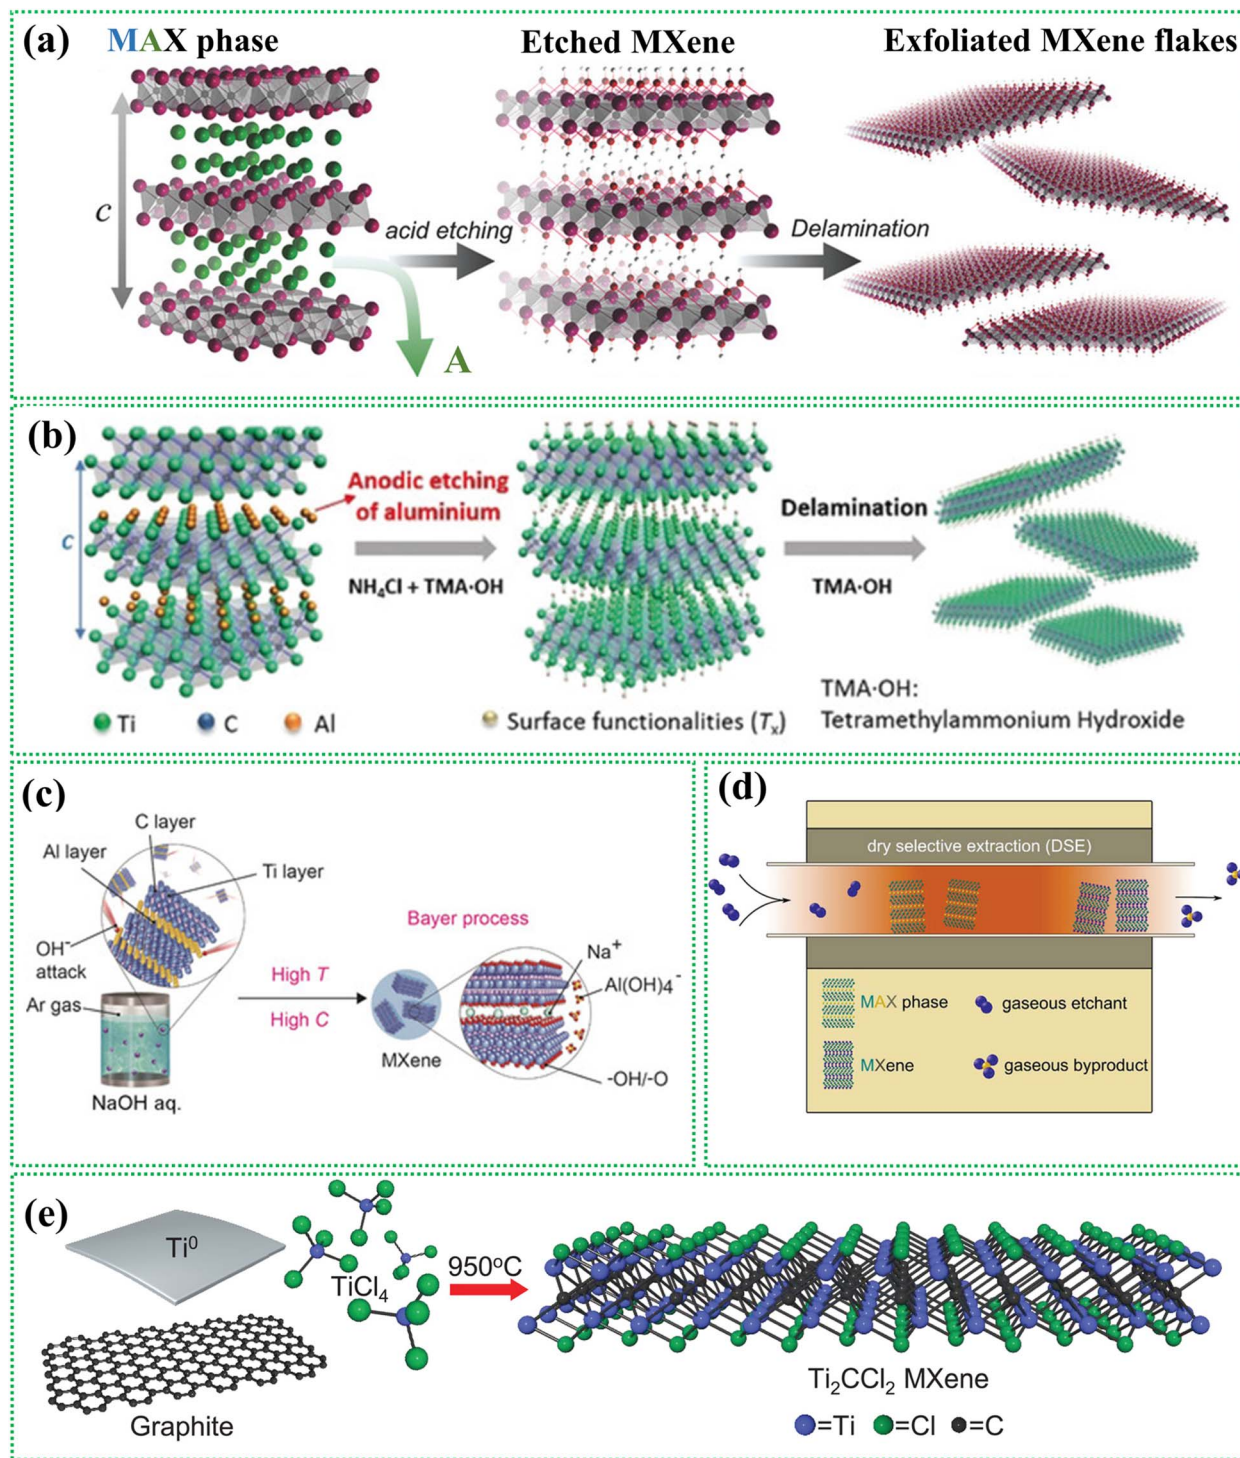 (a)
MAX phase
Etched MXene
Exfoliated MXene flakes
c
acid etching
Delamination
A
(b)
c
Anodic etching
of aluminium
NH₄Cl + TMA·OH
Delamination
TMA·OH
Ti
C
Al
Surface functionalities (Tₓ)
TMA·OH:
Tetramethylammonium Hydroxide
(c)
C layer
Al layer
Ti layer
OH⁻
attack
Ar gas
NaOH aq.
High T
High C
Bayer process
MXene
Na⁺
Al(OH)₄⁻
-OH/-O
(d)
dry selective extraction (DSE)
MAX phase
gaseous etchant
MXene
gaseous byproduct
(e)
Ti⁰
TiCl₄
950°C
Graphite
Ti₂CCl₂ MXene
=Ti
=Cl
=C